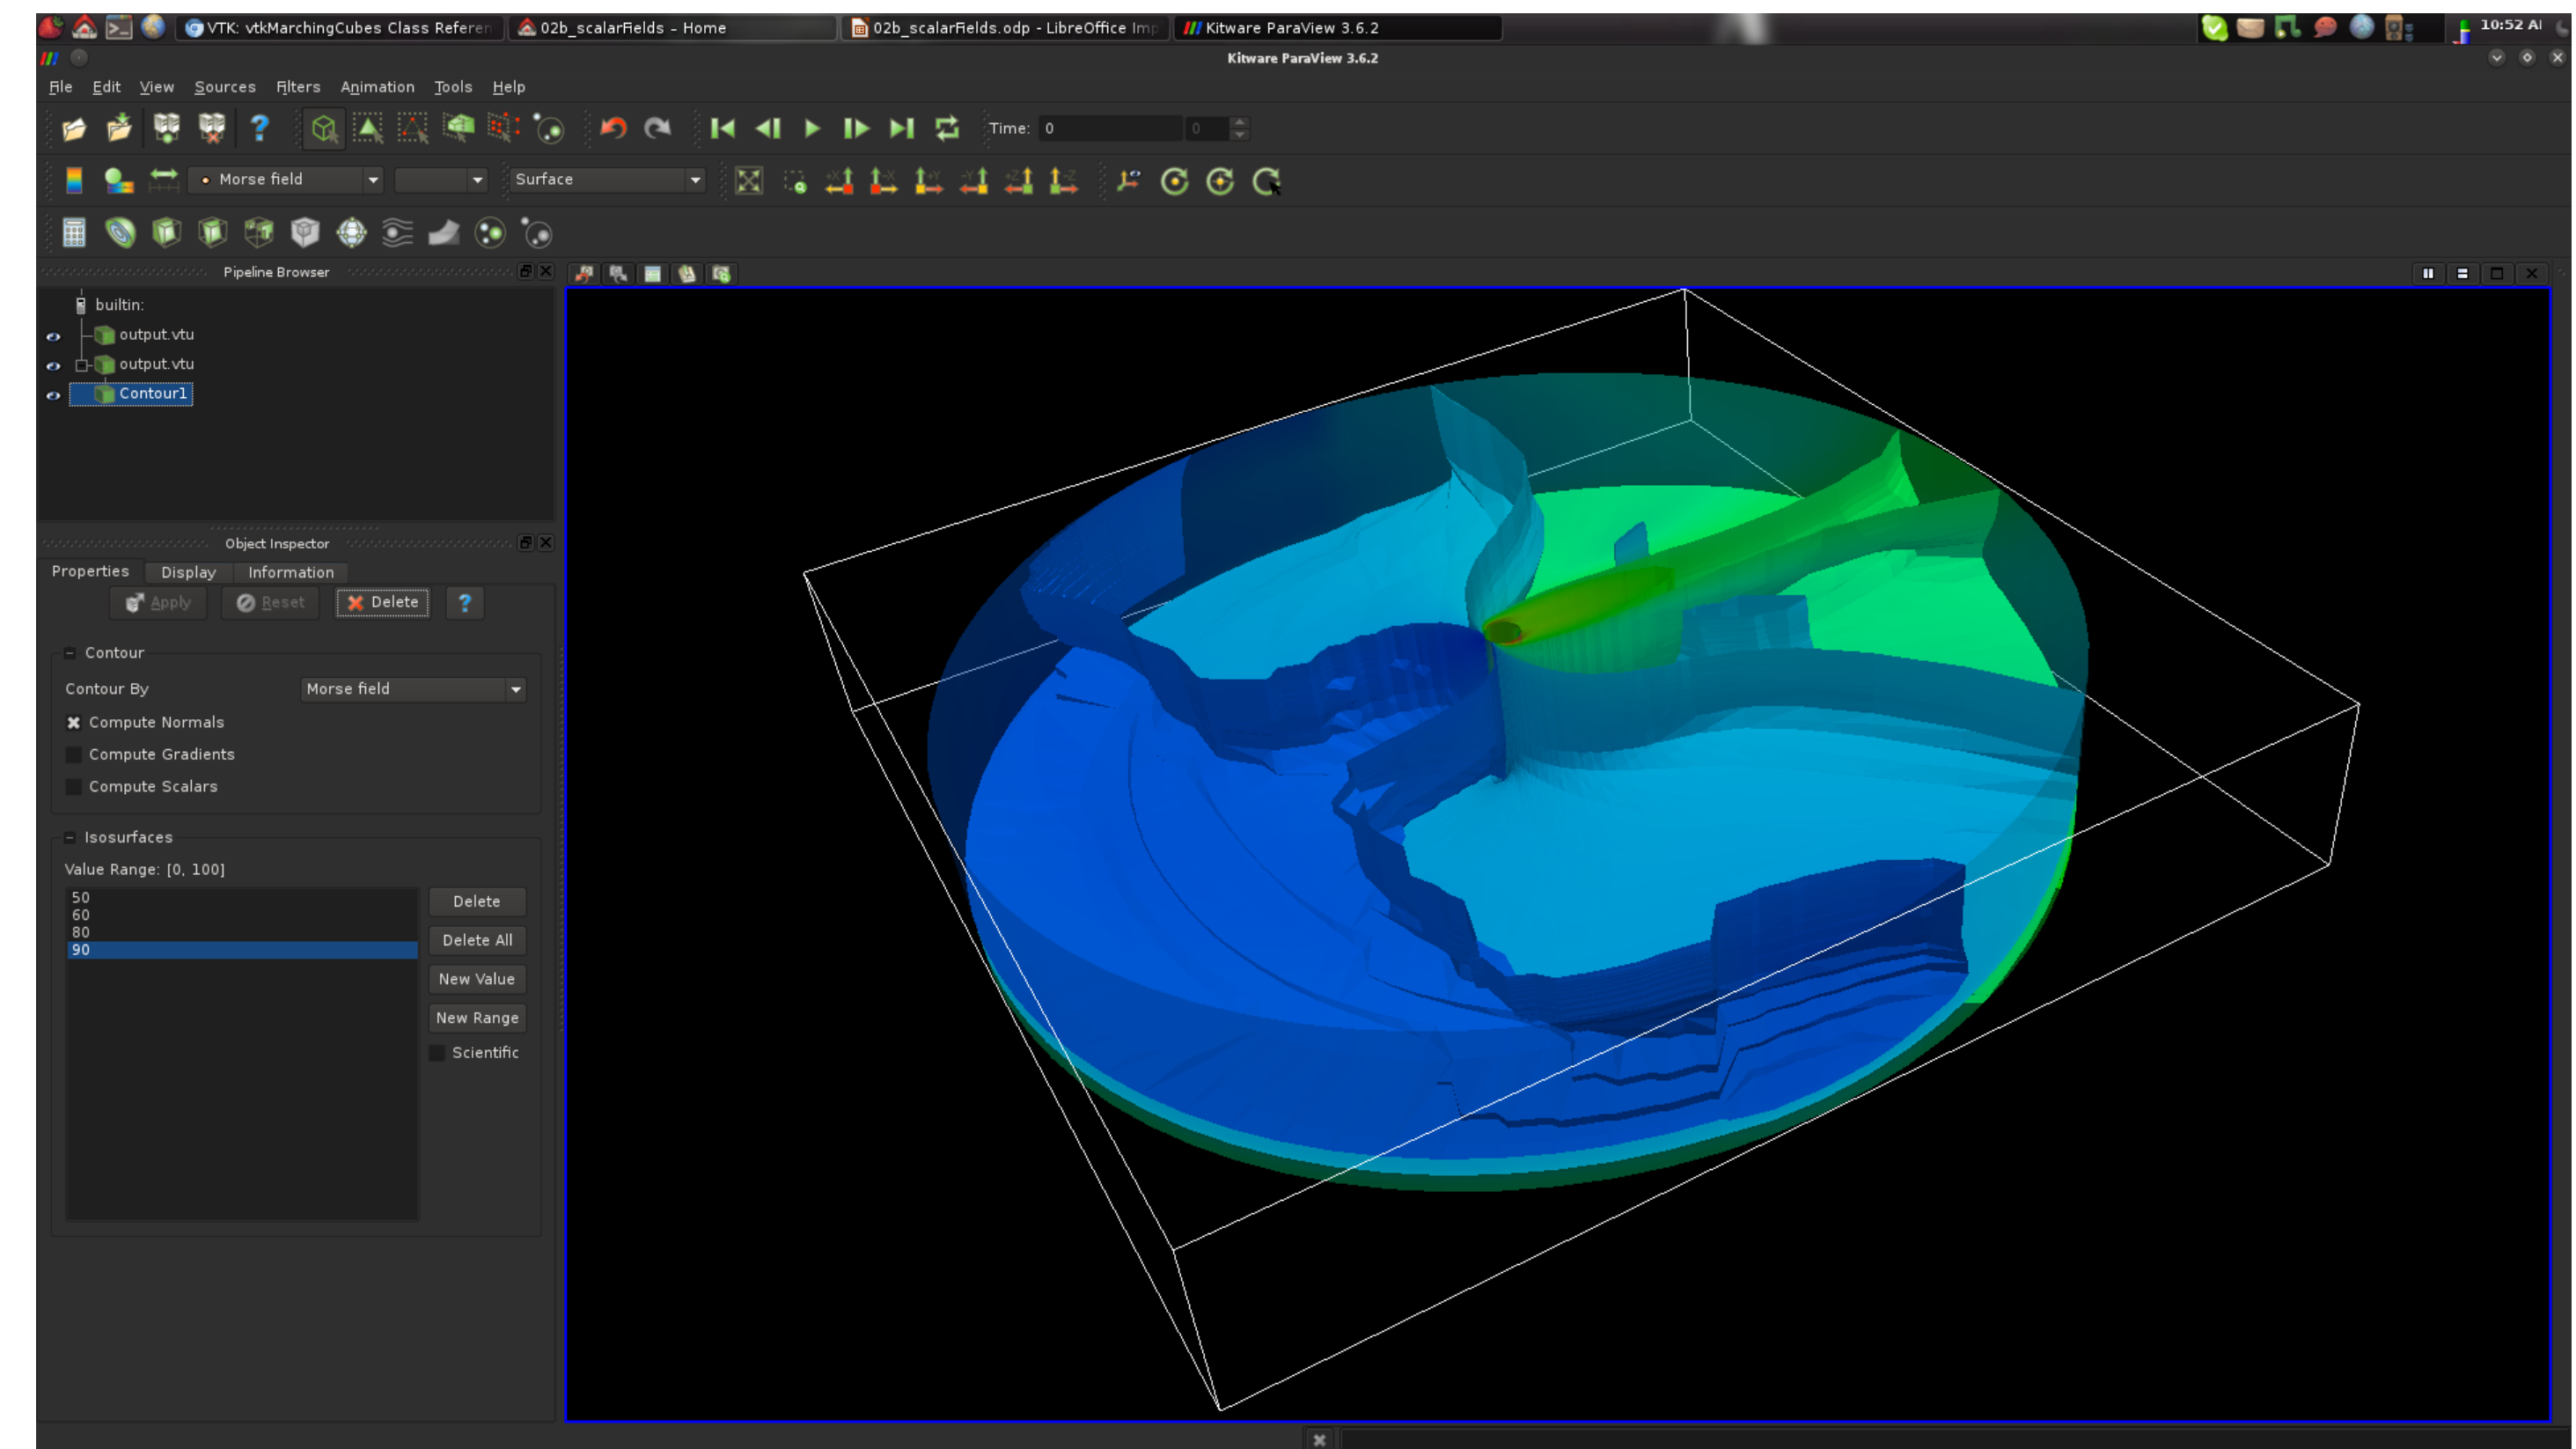 VTK: vtkMarchingCubes Class Referen
02b_scalarFields - Home
02b_scalarFields.odp - LibreOffice Imp
Kitware ParaView 3.6.2
10:52 AM
Kitware ParaView 3.6.2
File Edit View Sources Filters Animation Tools Help
Time: 0 0
Morse field Surface
Pipeline Browser
builtin:
output.vtu
output.vtu
Contour1
Object Inspector
Properties Display Information
Apply Reset Delete ?
Contour
Contour By Morse field
Compute Normals
Compute Gradients
Compute Scalars
Isosurfaces
Value Range: [0, 100]
50
60
80
90
Delete
Delete All
New Value
New Range
Scientific